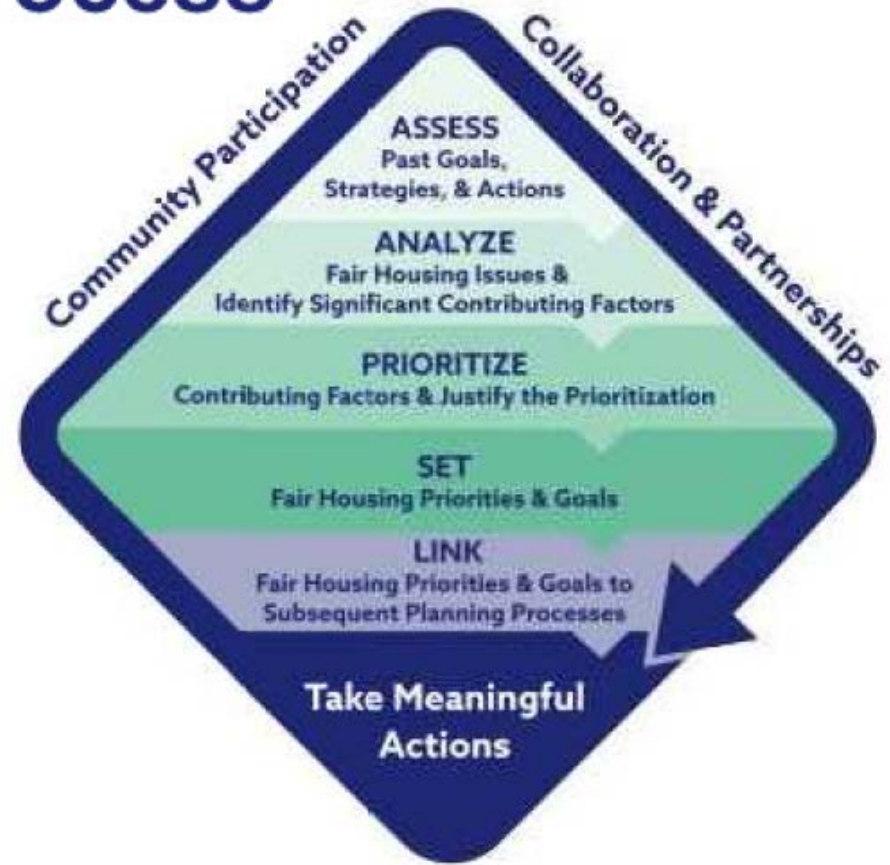 Community Participation
Collaboration & Partnerships
ASSESS
Past Goals,
Strategies, & Actions
ANALYZE
Fair Housing Issues &
Identify Significant Contributing Factors
PRIORITIZE
Contributing Factors & Justify the Prioritization
SET
Fair Housing Priorities & Goals
LINK
Fair Housing Priorities & Goals to
Subsequent Planning Processes
Take Meaningful
Actions